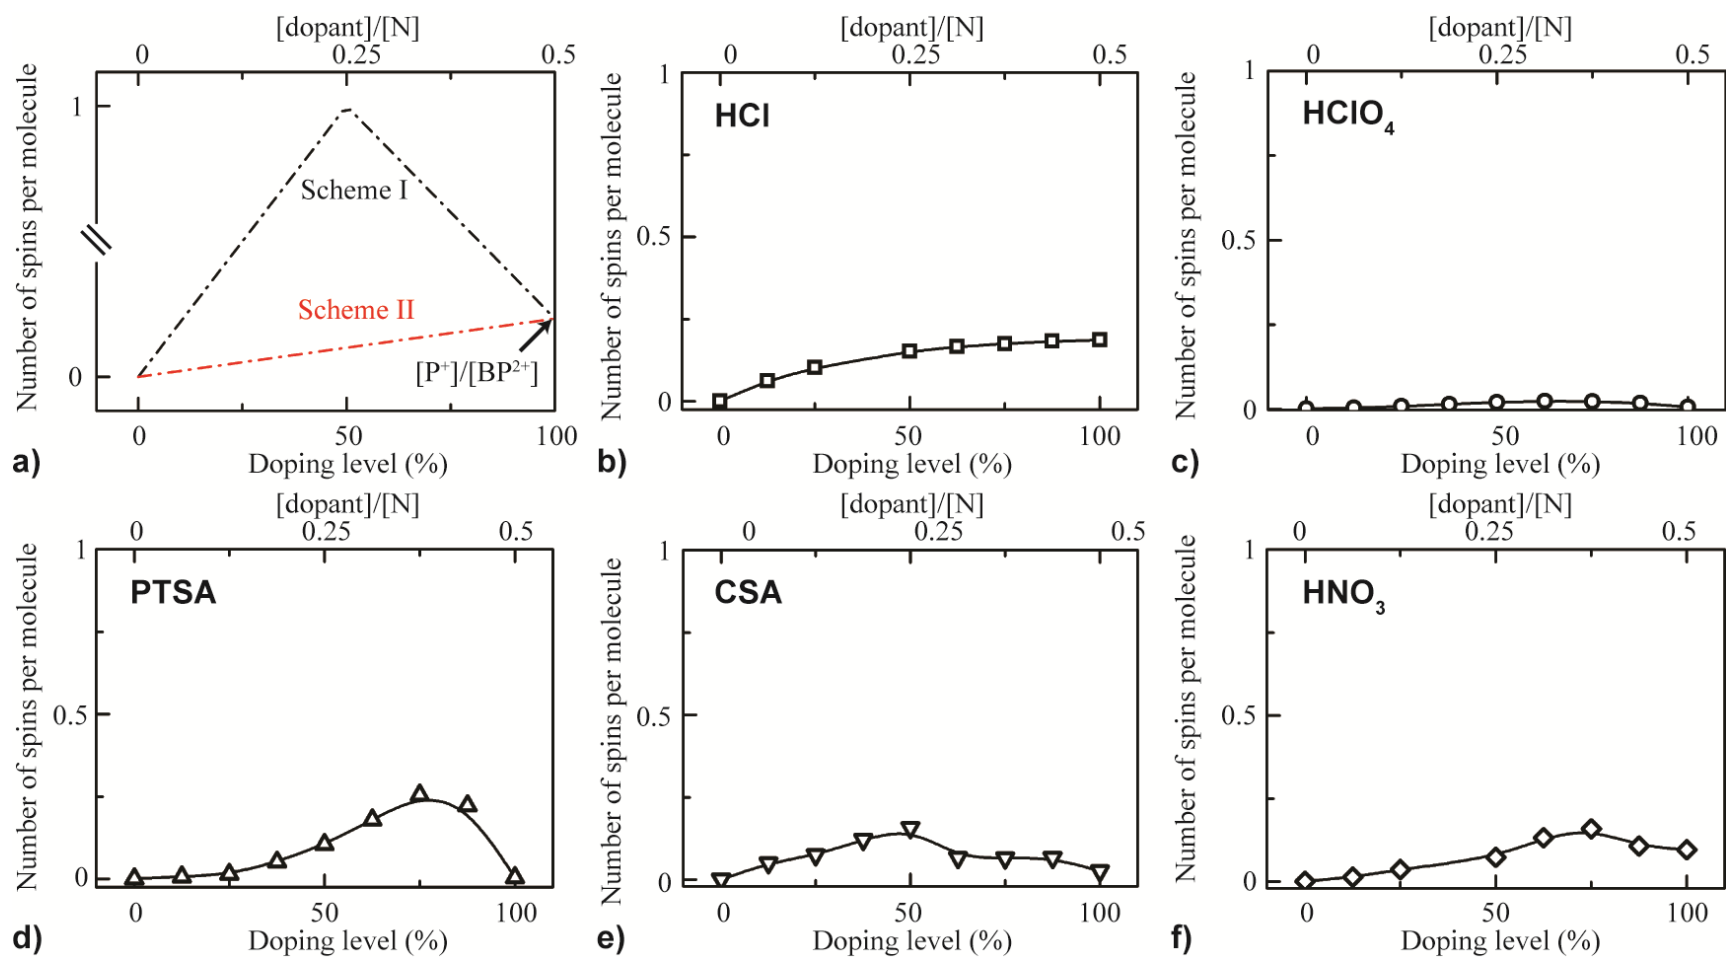 [dopant]/[N]
0 0.25 0.5
Number of spins per molecule
1
0
Scheme I
Scheme II
[P⁺]/[BP²⁺]
0 50 100
Doping level (%)
a)
[dopant]/[N]
0 0.25 0.5
Number of spins per molecule
1
0.5
0
HCl
0 50 100
Doping level (%)
b)
[dopant]/[N]
0 0.25 0.5
Number of spins per molecule
1
0.5
0
HClO₄
0 50 100
Doping level (%)
c)
[dopant]/[N]
0 0.25 0.5
Number of spins per molecule
1
0.5
0
PTSA
0 50 100
Doping level (%)
d)
[dopant]/[N]
0 0.25 0.5
Number of spins per molecule
1
0.5
0
CSA
0 50 100
Doping level (%)
e)
[dopant]/[N]
0 0.25 0.5
Number of spins per molecule
1
0.5
0
HNO₃
0 50 100
Doping level (%)
f)